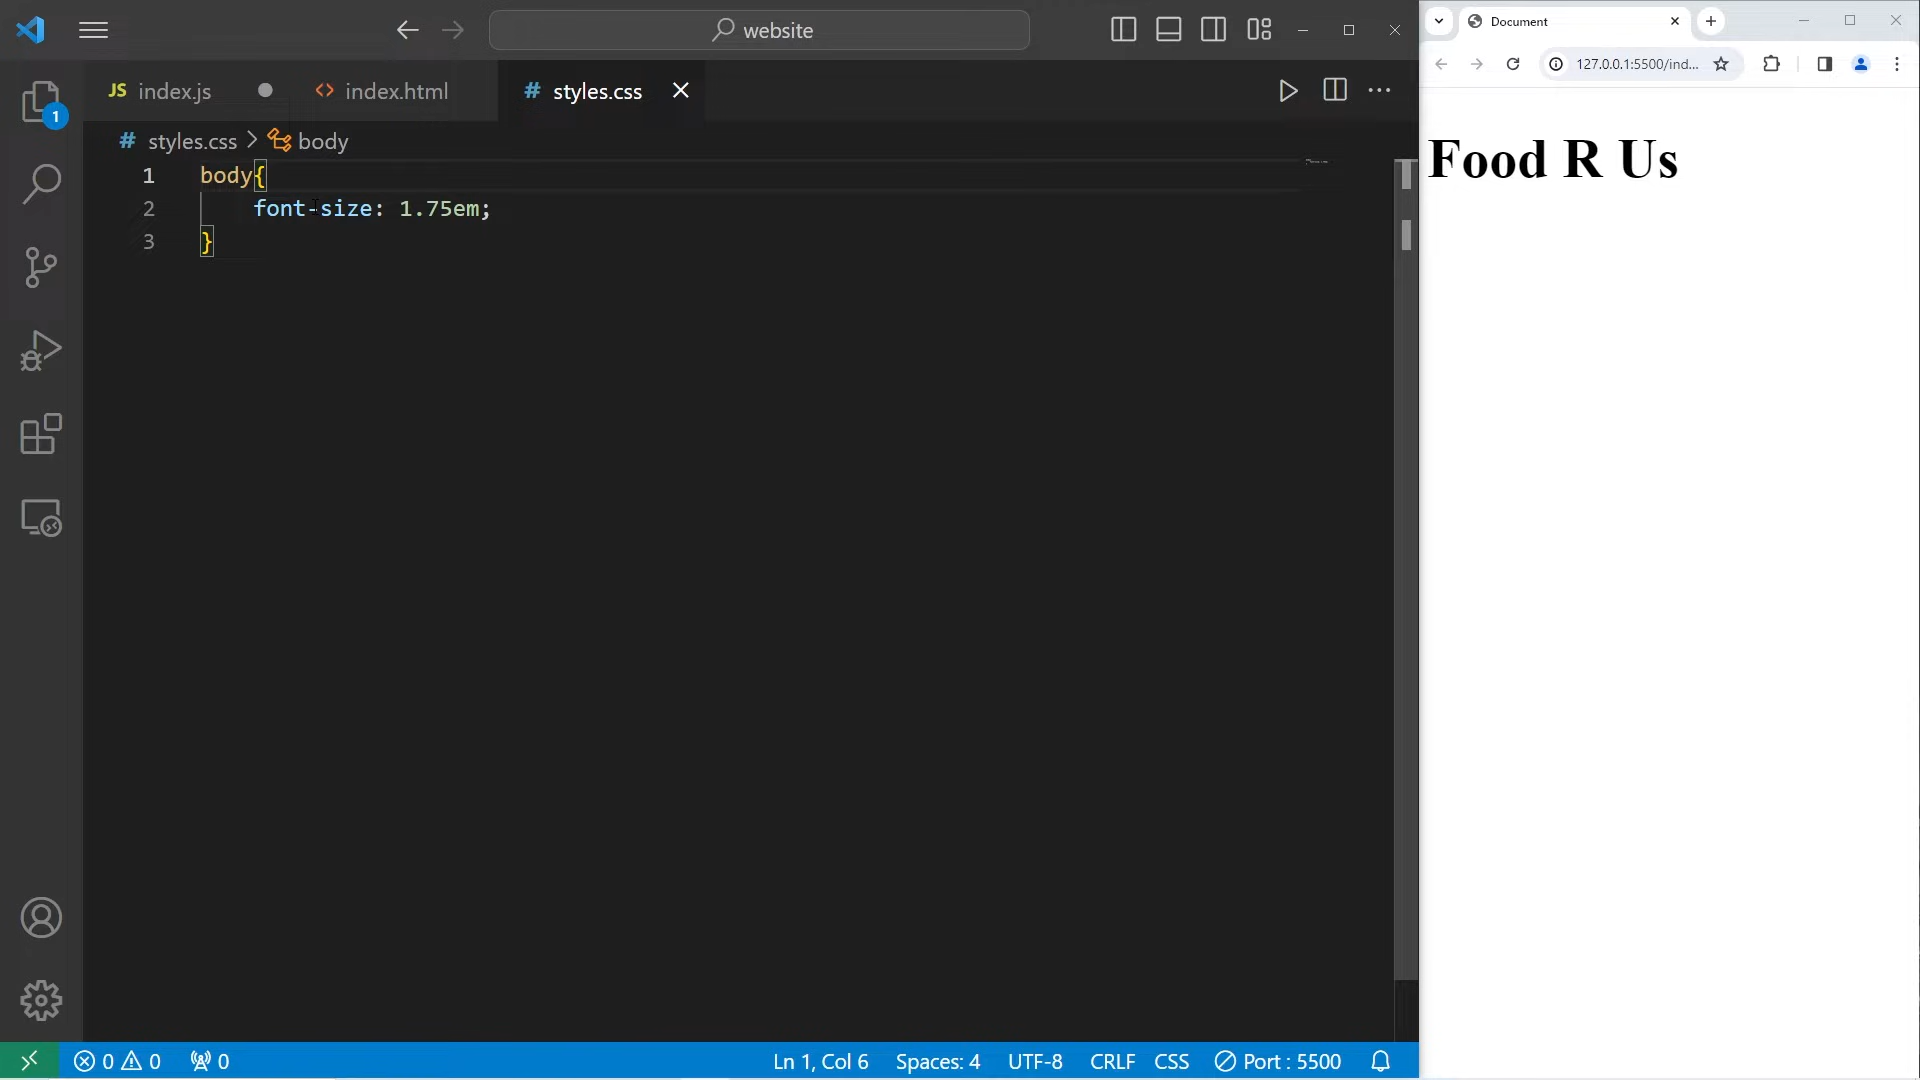 website
JS index.js
<> index.html
# styles.css
# styles.css > body
1 body{
2 font-size: 1.75em;
3 }
1
0 0 0
Ln 1, Col 6
Spaces: 4
UTF-8
CRLF
CSS
Port : 5500
Document
127.0.0.1:5500/ind...
Food R Us